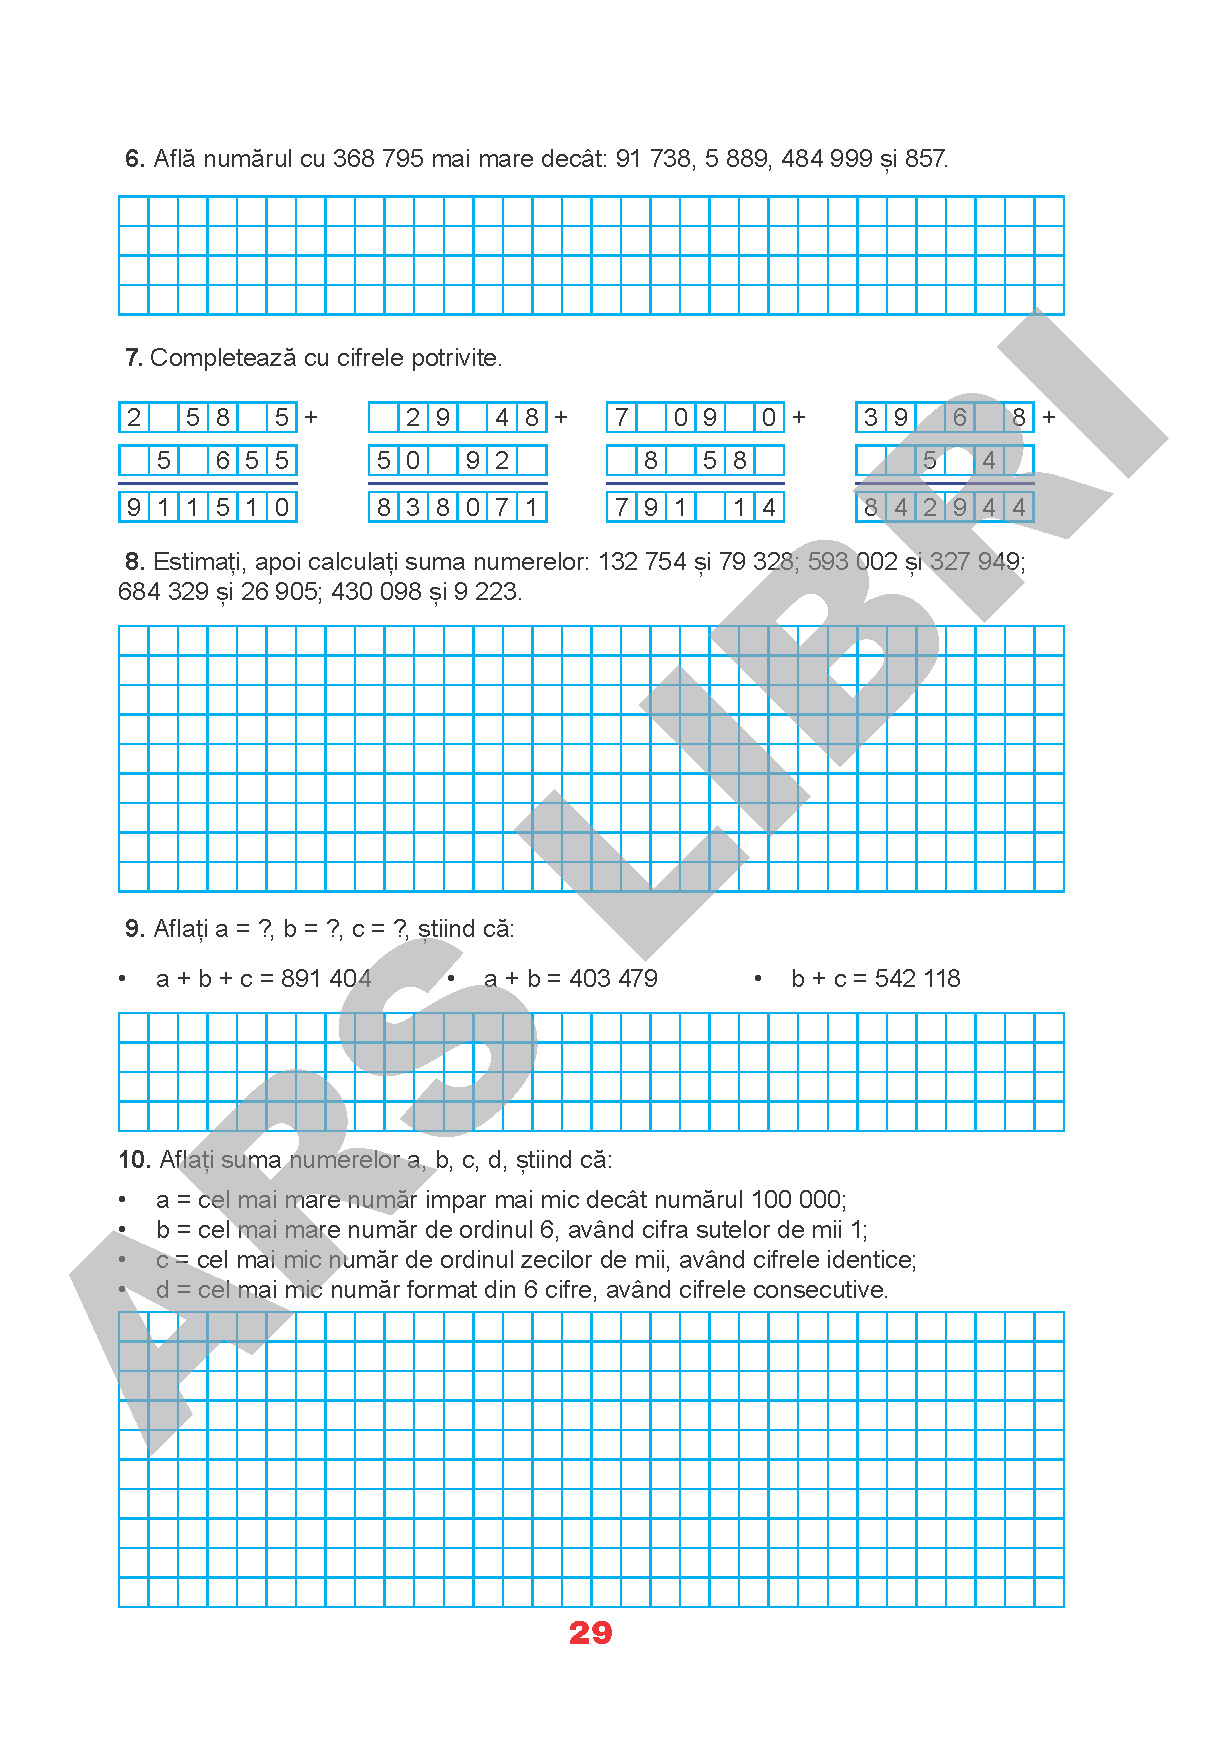 6. Află numărul cu 368 795 mai mare decât: 91 738, 5 889, 484 999 și 857.
7. Completează cu cifrele potrivite.
2 5 8 5 + 2 9 4 8 + 7 0 9 0 + 3 9 6 8 +
5 6 5 5 5 0 9 2 8 5 8 5 4
9 1 1 5 1 0 8 3 8 0 7 1 7 9 1 1 4 8 4 2 9 4 4
8. Estimați, apoi calculați suma numerelor: 132 754 și 79 328; 593 002 și 327 949;
684 329 și 26 905; 430 098 și 9 223.
9. Aflați a = ?, b = ?, c = ?, știind că:
• a + b + c = 891 404 • a + b = 403 479 • b + c = 542 118
10. Aflați suma numerelor a, b, c, d, știind că:
• a = cel mai mare număr impar mai mic decât numărul 100 000;
• b = cel mai mare număr de ordinul 6, având cifra sutelor de mii 1;
• c = cel mai mic număr de ordinul zecilor de mii, având cifrele identice;
• d = cel mai mic număr format din 6 cifre, având cifrele consecutive.
ARS LIBRI
29